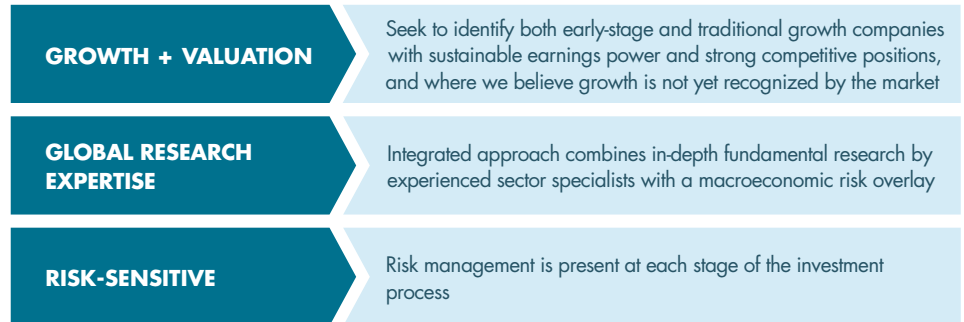 GROWTH + VALUATION
Seek to identify both early-stage and traditional growth companies
with sustainable earnings power and strong competitive positions,
and where we believe growth is not yet recognized by the market
GLOBAL RESEARCH
EXPERTISE
Integrated approach combines in-depth fundamental research by
experienced sector specialists with a macroeconomic risk overlay
RISK-SENSITIVE
Risk management is present at each stage of the investment
process